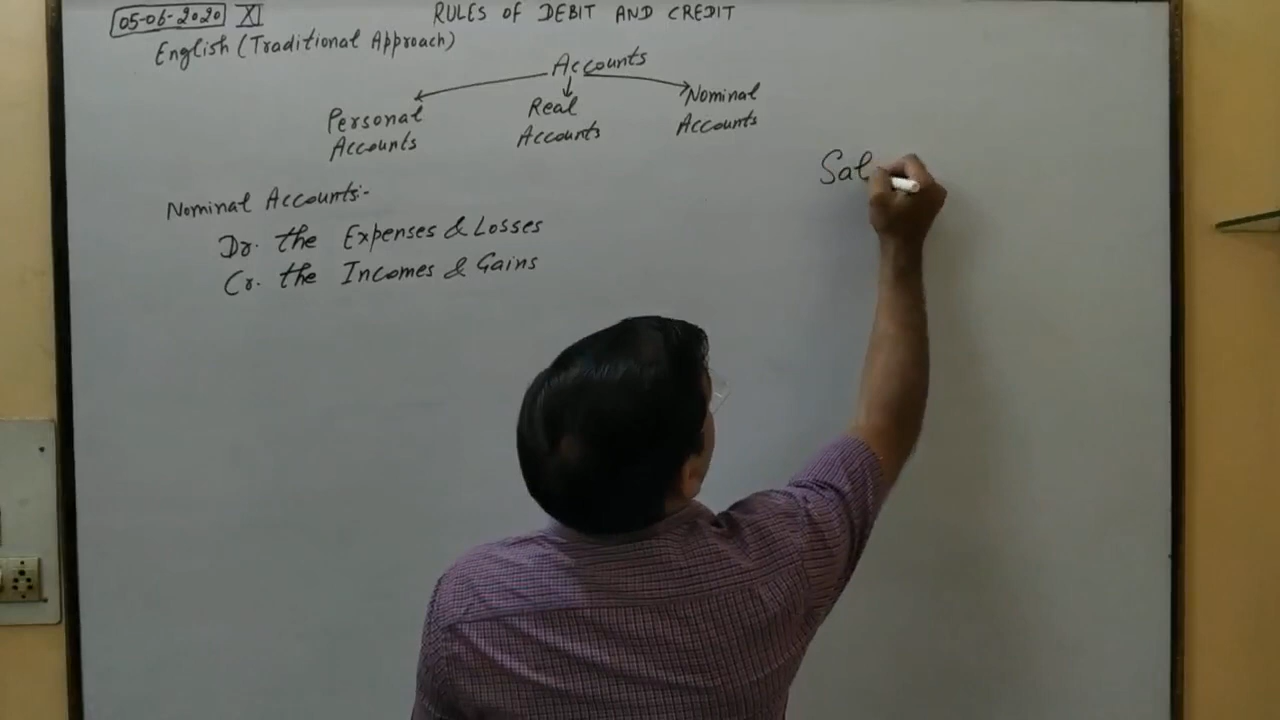 05-06-2020 XI RULES OF DEBIT AND CREDIT
English (Traditional Approach)
Accounts
Personal Accounts
Real Accounts
Nominal Accounts
Nominal Accounts:-
Dr. the Expenses & Losses
Cr. the Incomes & Gains
Sal